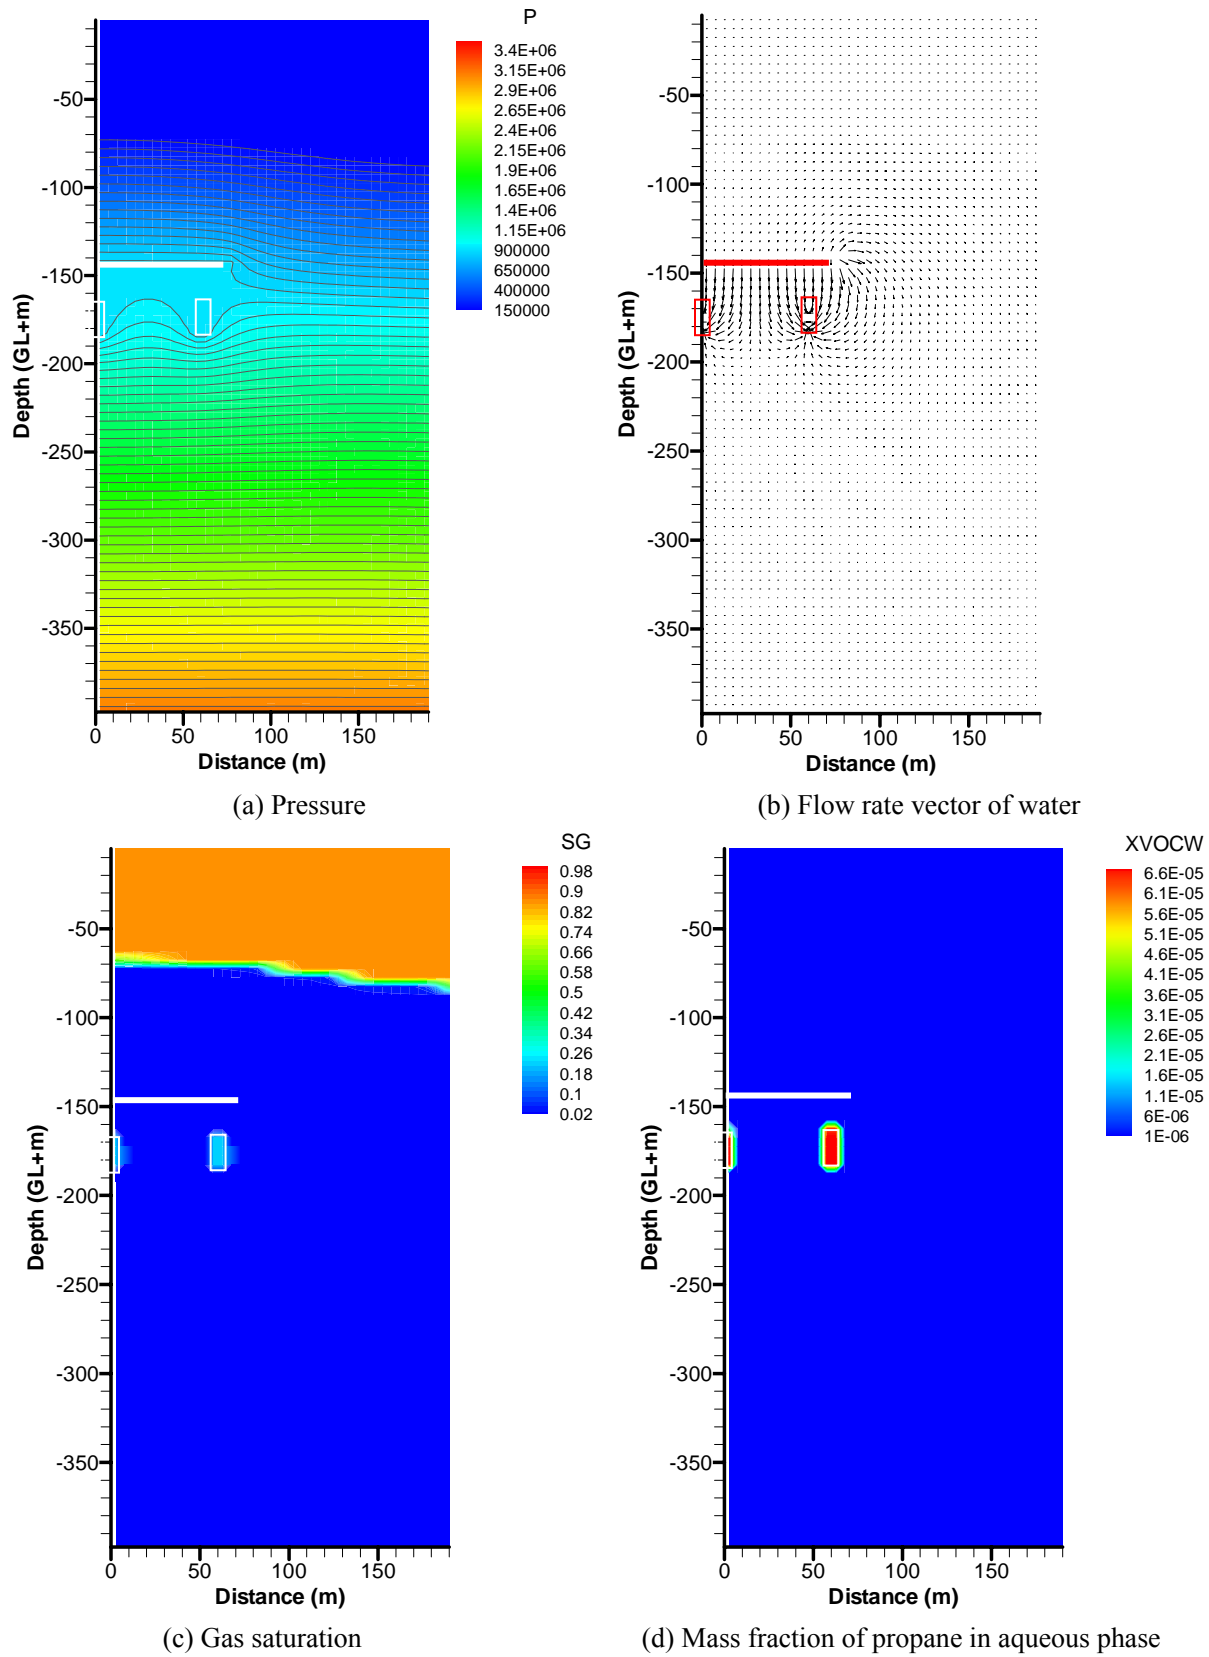 P
3.4E+06
3.15E+06
2.9E+06
2.65E+06
2.4E+06
2.15E+06
1.9E+06
1.65E+06
1.4E+06
1.15E+06
900000
650000
400000
150000
-50
-100
-150
-200
-250
-300
-350
Depth (GL+m)
0 50 100 150
Distance (m)
(a) Pressure
-50
-100
-150
-200
-250
-300
-350
Depth (GL+m)
0 50 100 150
Distance (m)
(b) Flow rate vector of water
SG
0.98
0.9
0.82
0.74
0.66
0.58
0.5
0.42
0.34
0.26
0.18
0.1
0.02
-50
-100
-150
-200
-250
-300
-350
Depth (GL+m)
0 50 100 150
Distance (m)
(c) Gas saturation
XVOCW
6.6E-05
6.1E-05
5.6E-05
5.1E-05
4.6E-05
4.1E-05
3.6E-05
3.1E-05
2.6E-05
2.1E-05
1.6E-05
1.1E-05
6E-06
1E-06
-50
-100
-150
-200
-250
-300
-350
Depth (GL+m)
0 50 100 150
Distance (m)
(d) Mass fraction of propane in aqueous phase